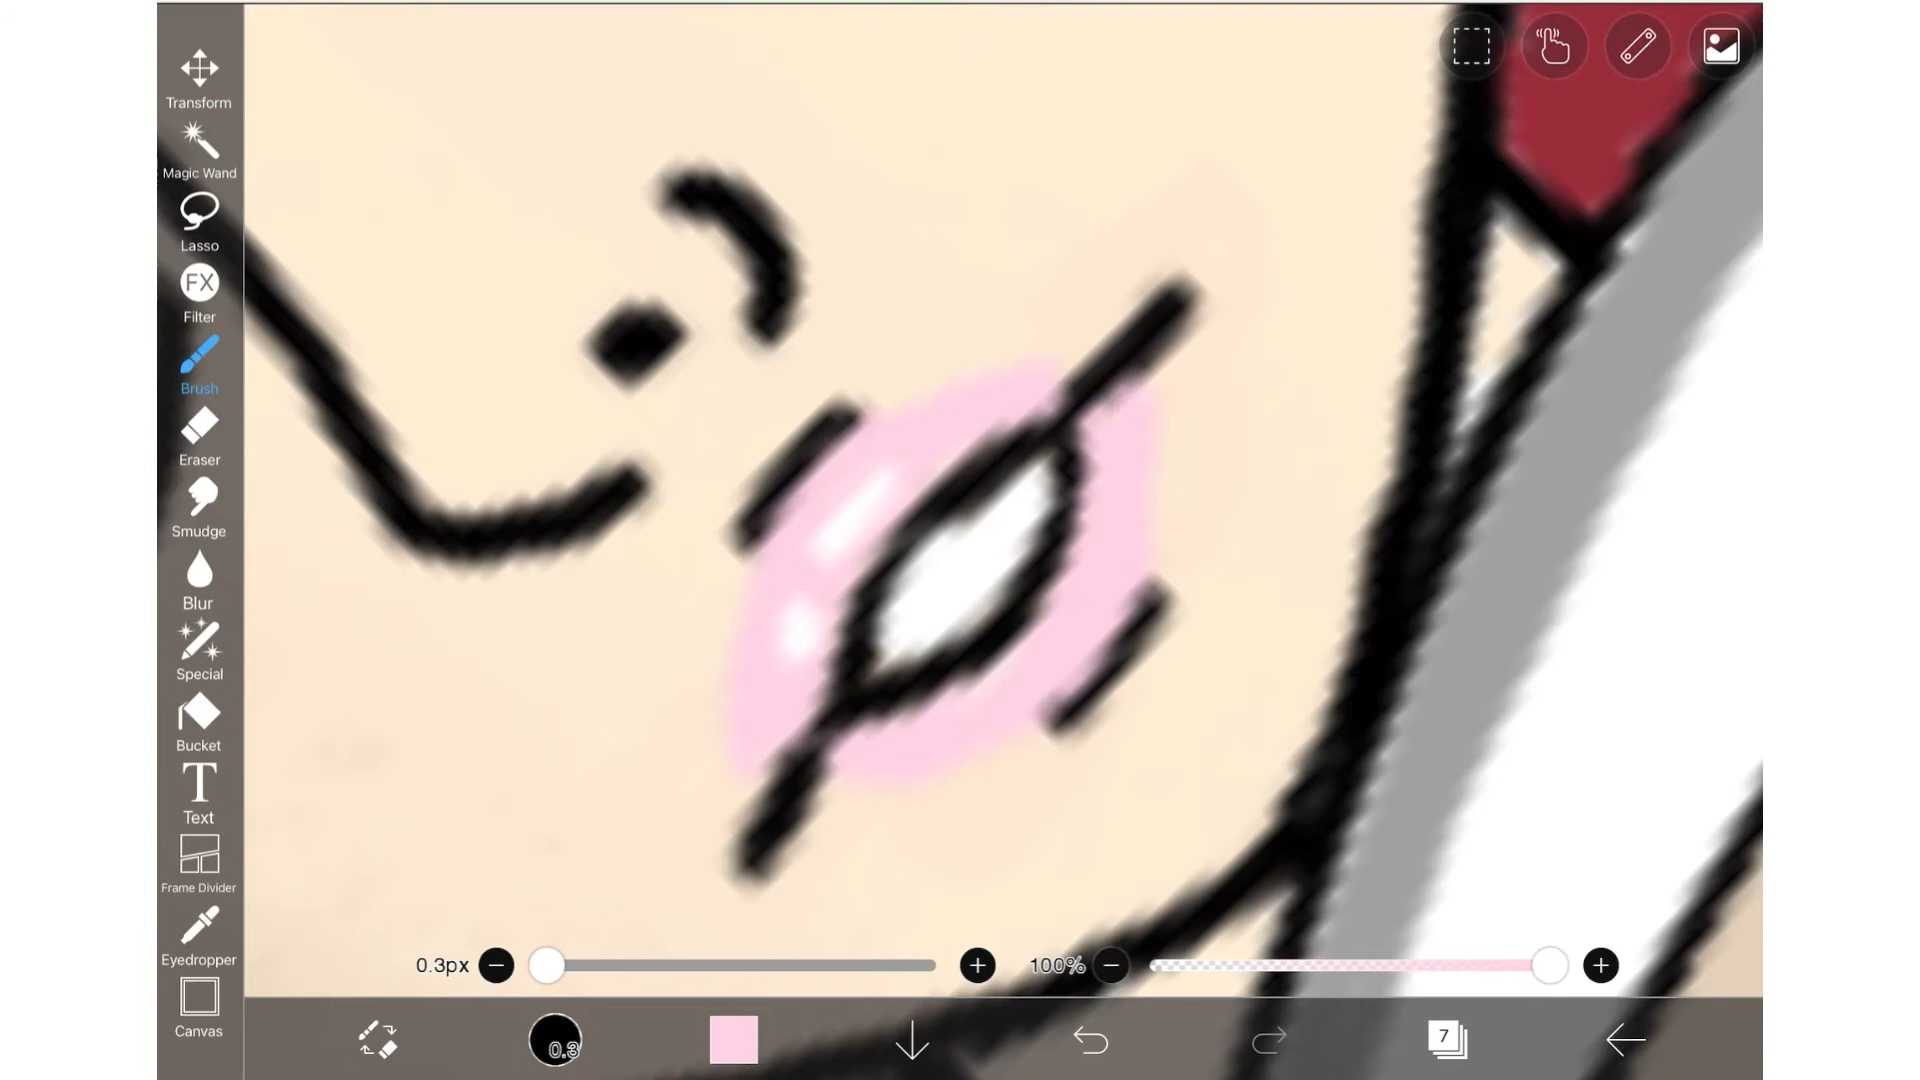 Transform
Magic Wand
Lasso
FX
Filter
Brush
Eraser
Smudge
Blur
Special
Bucket
T
Text
Frame Divider
Eyedropper
Canvas
0.3px
100%
0.3
7